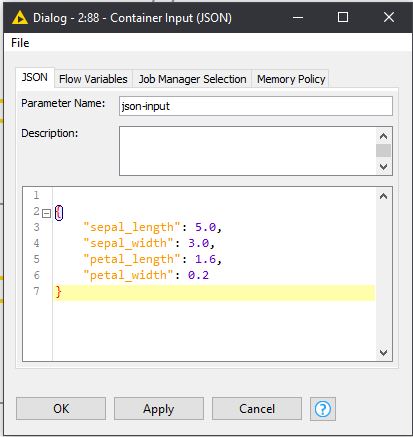 Dialog - 2:88 - Container Input (JSON)
File
JSON Flow Variables Job Manager Selection Memory Policy
Parameter Name: json-input
Description:
1
2 {
3 "sepal_length": 5.0,
4 "sepal_width": 3.0,
5 "petal_length": 1.6,
6 "petal_width": 0.2
7 }
OK Apply Cancel ?